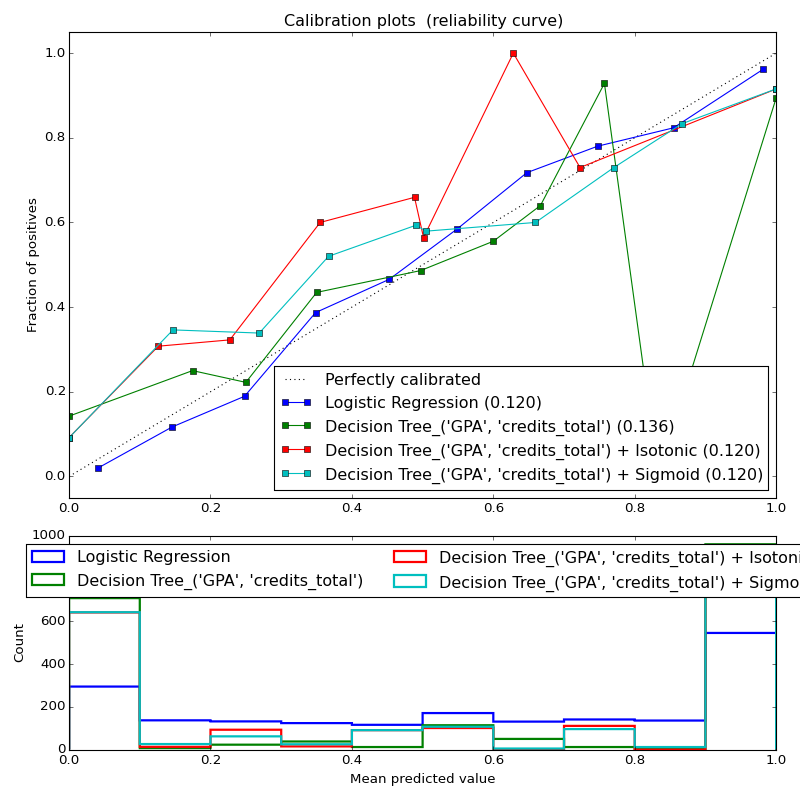 Calibration plots (reliability curve)
Fraction of positives
1.0
0.8
0.6
0.4
0.2
0.0
Perfectly calibrated
Logistic Regression (0.120)
Decision Tree_('GPA', 'credits_total') (0.136)
Decision Tree_('GPA', 'credits_total') + Isotonic (0.120)
Decision Tree_('GPA', 'credits_total') + Sigmoid (0.120)
0.0 0.2 0.4 0.6 0.8 1.0
Count
1000
Logistic Regression
Decision Tree_('GPA', 'credits_total')
Decision Tree_('GPA', 'credits_total') + Isotoni
Decision Tree_('GPA', 'credits_total') + Sigmo
600
400
200
0
0.0 0.2 0.4 0.6 0.8 1.0
Mean predicted value